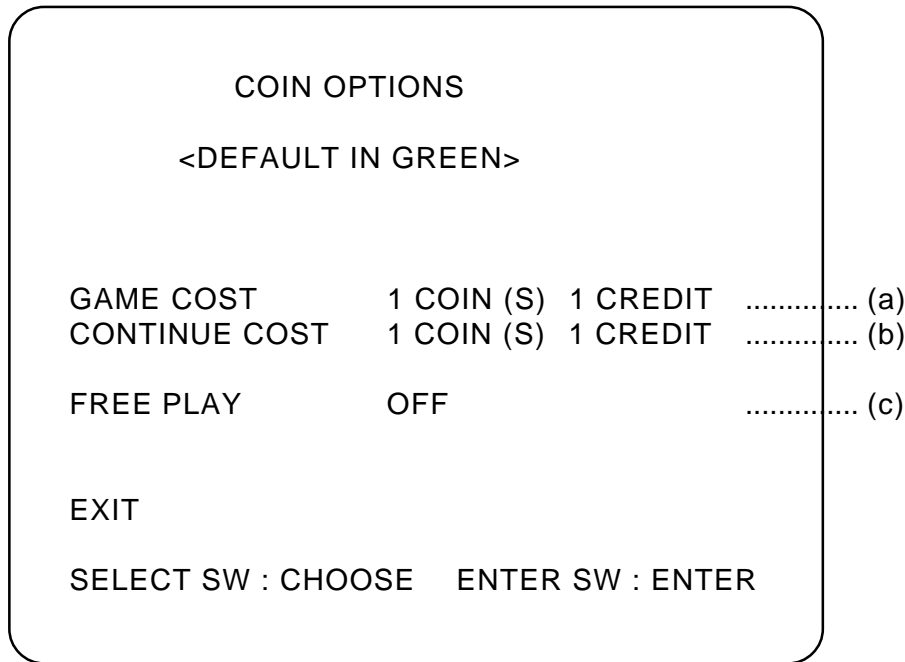 COIN OPTIONS
<DEFAULT IN GREEN>
GAME COST 1 COIN (S) 1 CREDIT .............. (a)
CONTINUE COST 1 COIN (S) 1 CREDIT .............. (b)
FREE PLAY OFF .............. (c)
EXIT
SELECT SW : CHOOSE ENTER SW : ENTER